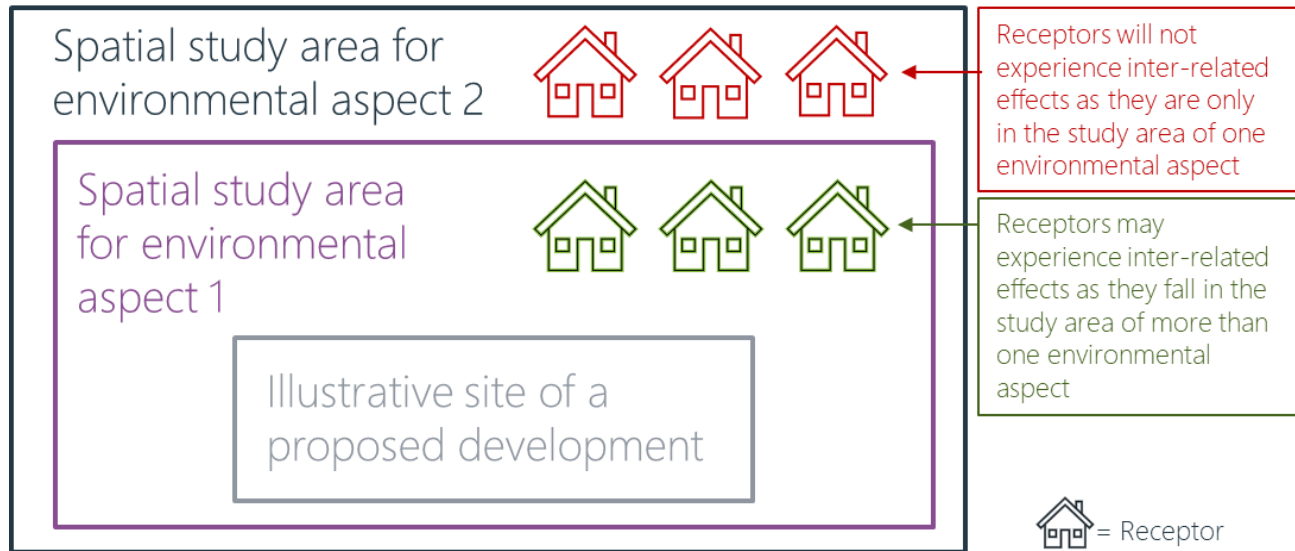 Spatial study area for
environmental aspect 2
Spatial study area
for environmental
aspect 1
Illustrative site of a
proposed development
Receptors will not
experience inter-related
effects as they are only
in the study area of one
environmental aspect
Receptors may
experience inter-related
effects as they fall in the
study area of more than
one environmental
aspect
= Receptor